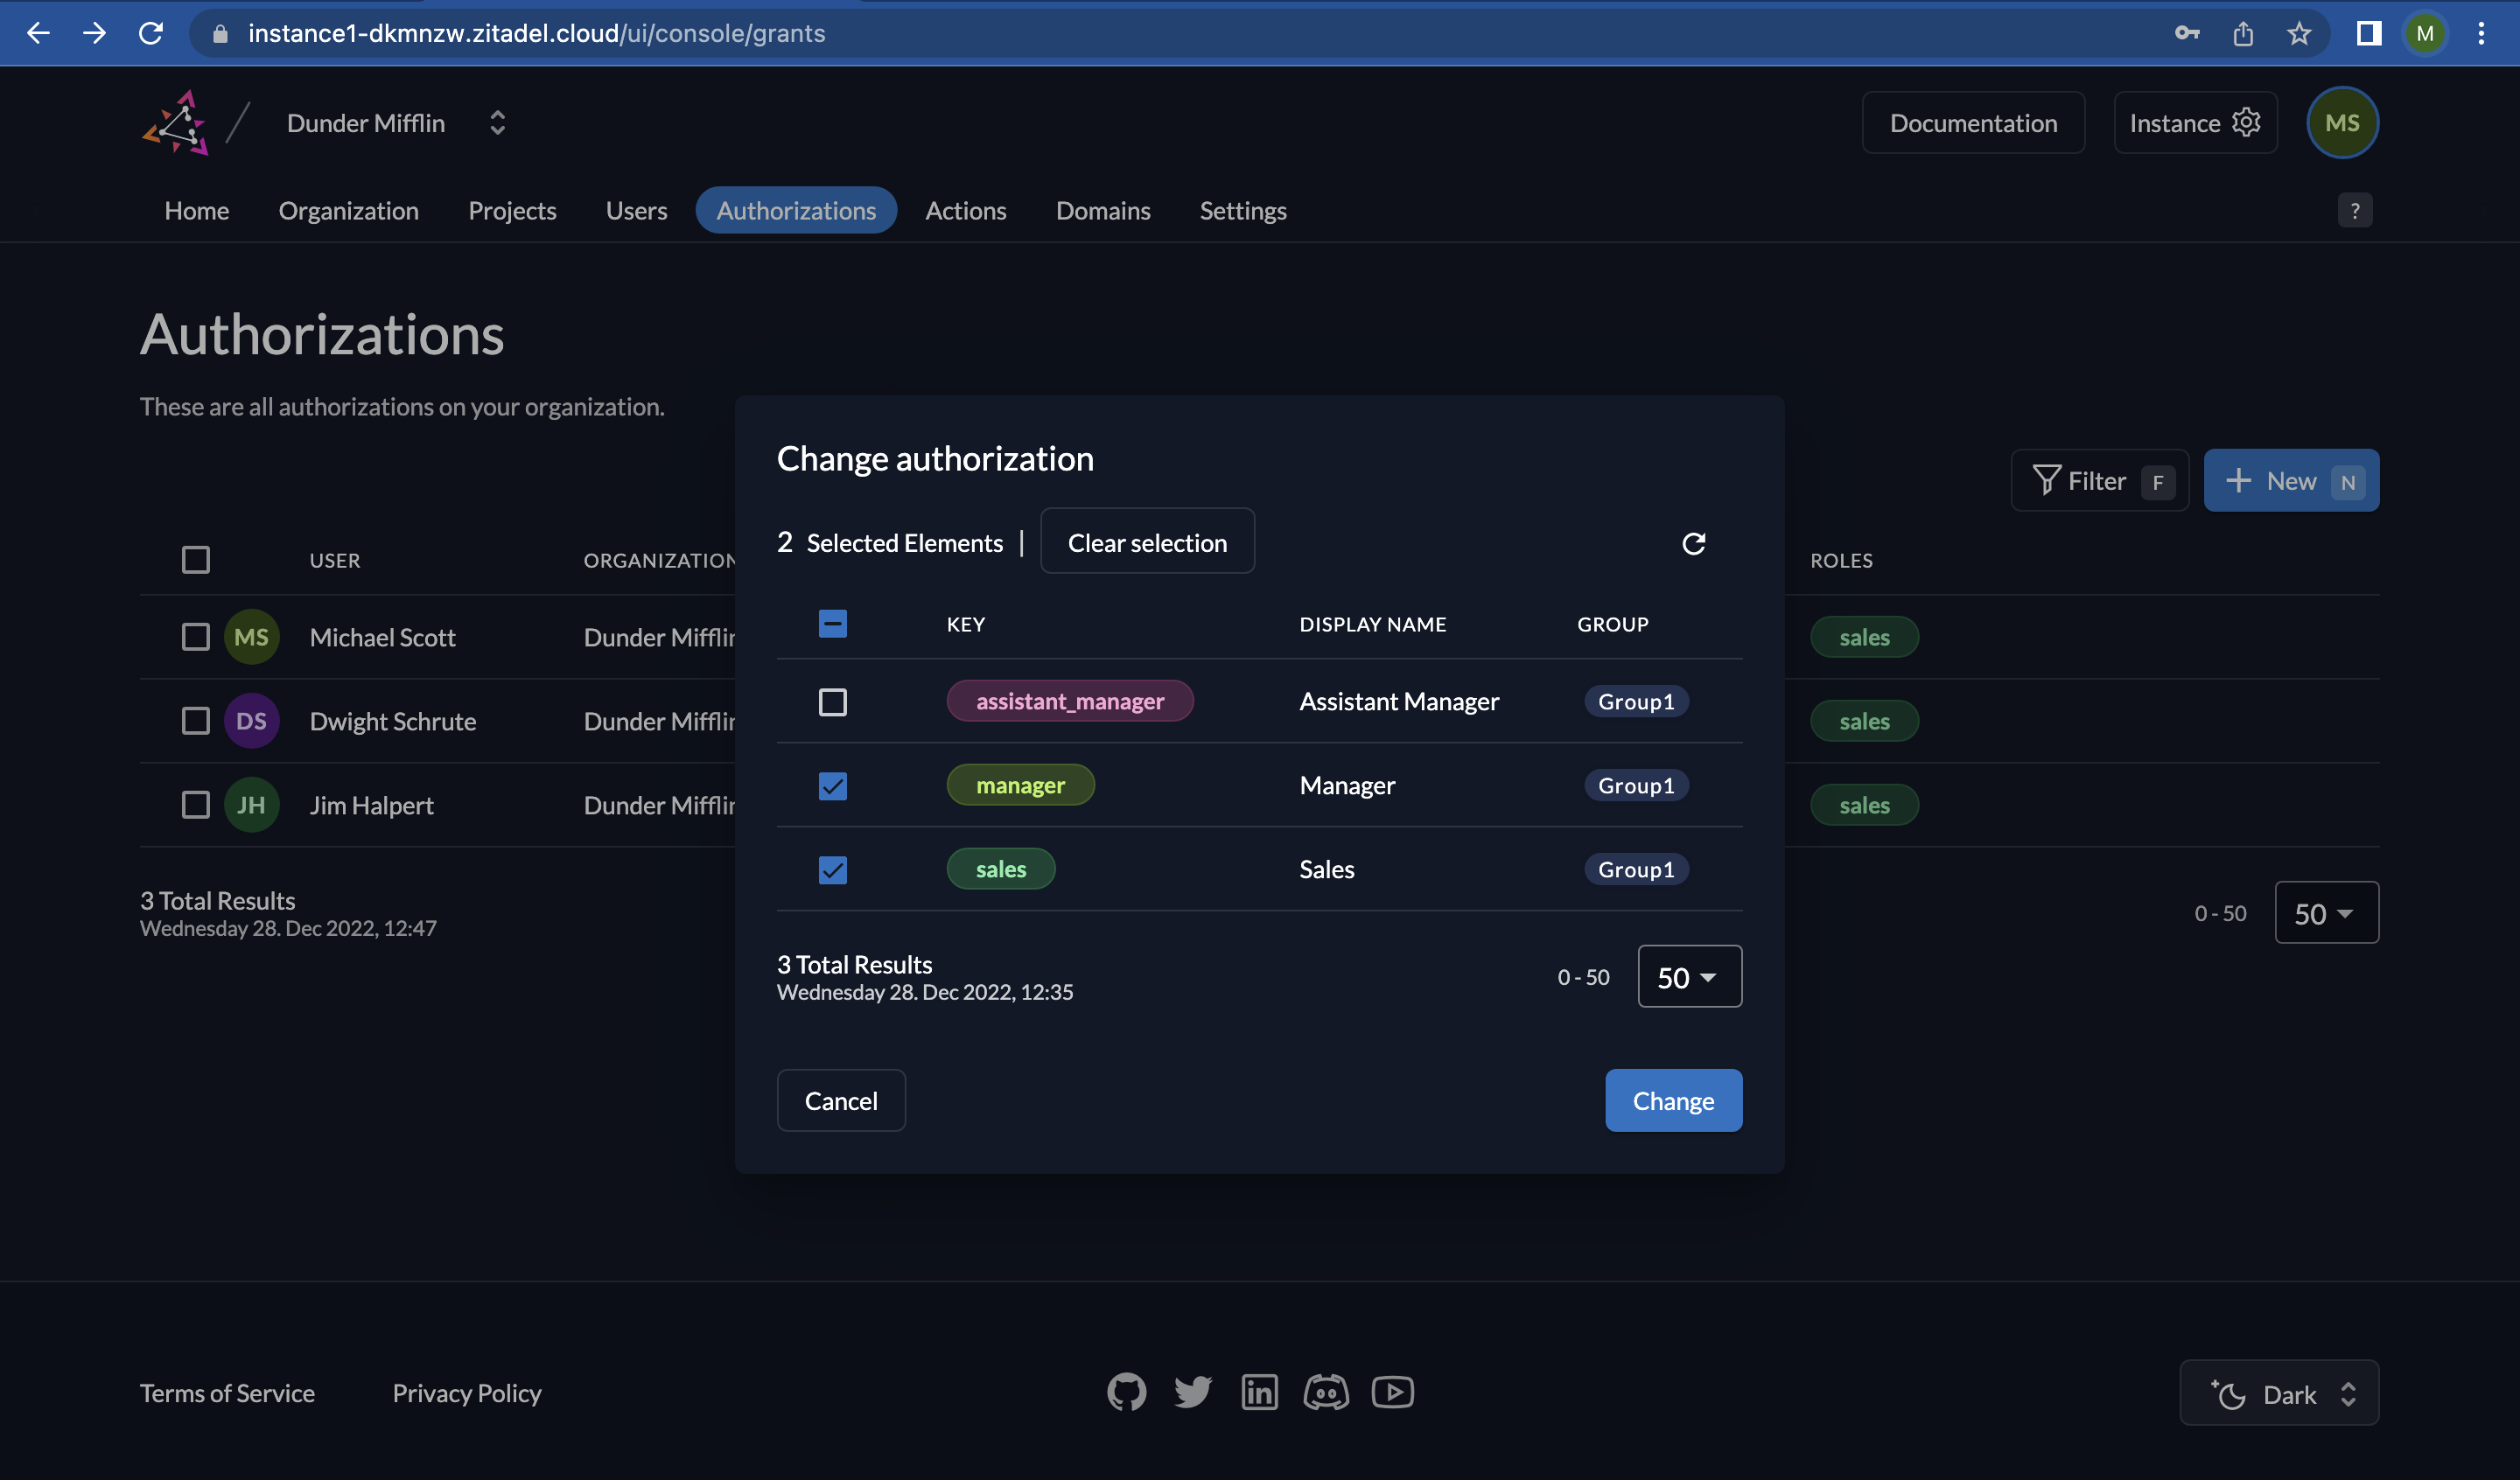 instance1-dkmnzw.zitadel.cloud/ui/console/grants
M
Dunder Mifflin
Documentation
Instance
MS
Home Organization Projects Users Authorizations Actions Domains Settings
?
Authorizations
These are all authorizations on your organization.
Filter F
New N
USER ORGANIZATION ROLES
MS Michael Scott Dunder Mifflin sales
DS Dwight Schrute Dunder Mifflin sales
JH Jim Halpert Dunder Mifflin sales
3 Total Results
Wednesday 28. Dec 2022, 12:47
0 - 50 50
Change authorization
2 Selected Elements | Clear selection
KEY DISPLAY NAME GROUP
assistant_manager Assistant Manager Group1
manager Manager Group1
sales Sales Group1
3 Total Results
Wednesday 28. Dec 2022, 12:35
0 - 50 50
Cancel Change
Terms of Service Privacy Policy
in
Dark